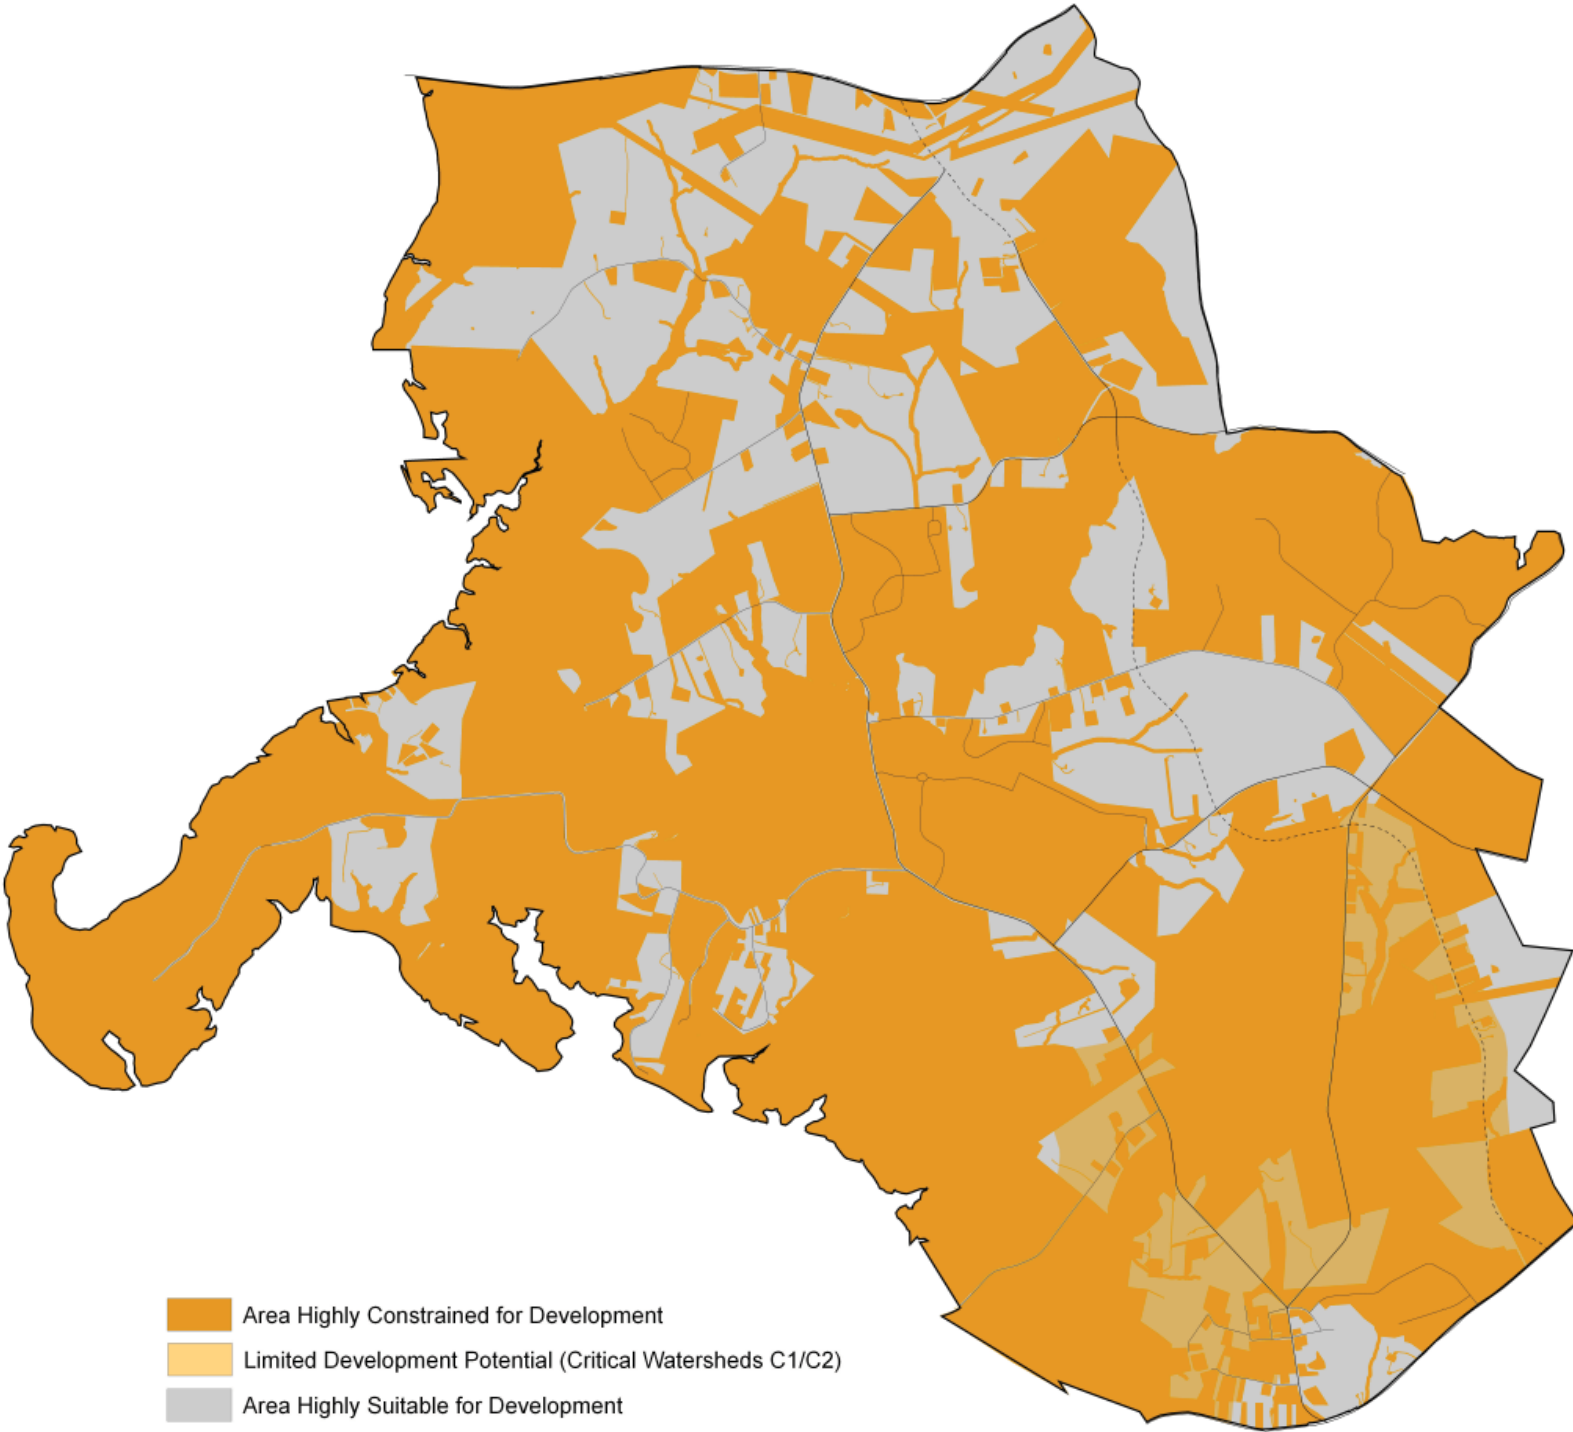 Area Highly Constrained for Development
Limited Development Potential (Critical Watersheds C1/C2)
Area Highly Suitable for Development